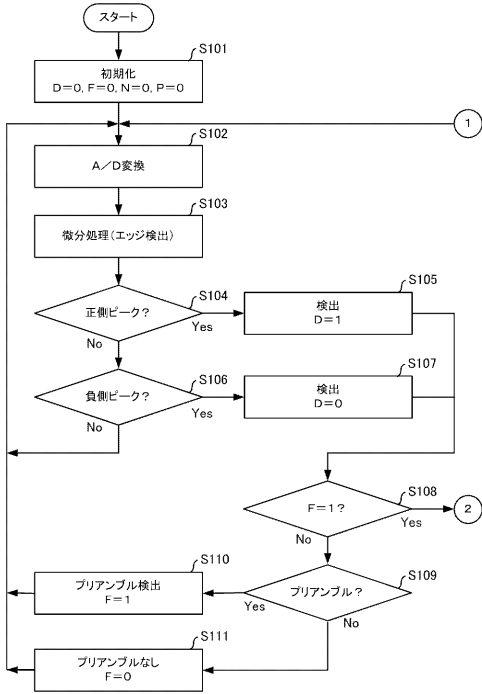 スタート
S101
初期化
D=0, F=0, N=0, P=0
1
S102
A/D変換
S103
微分処理(エッジ検出)
S104
正側ピーク?
Yes
No
S105
検出
D=1
S106
負側ピーク?
Yes
No
S107
検出
D=0
S108
F=1?
Yes
2
No
S109
プリアンブル?
Yes
No
S110
プリアンブル検出
F=1
S111
プリアンブルなし
F=0